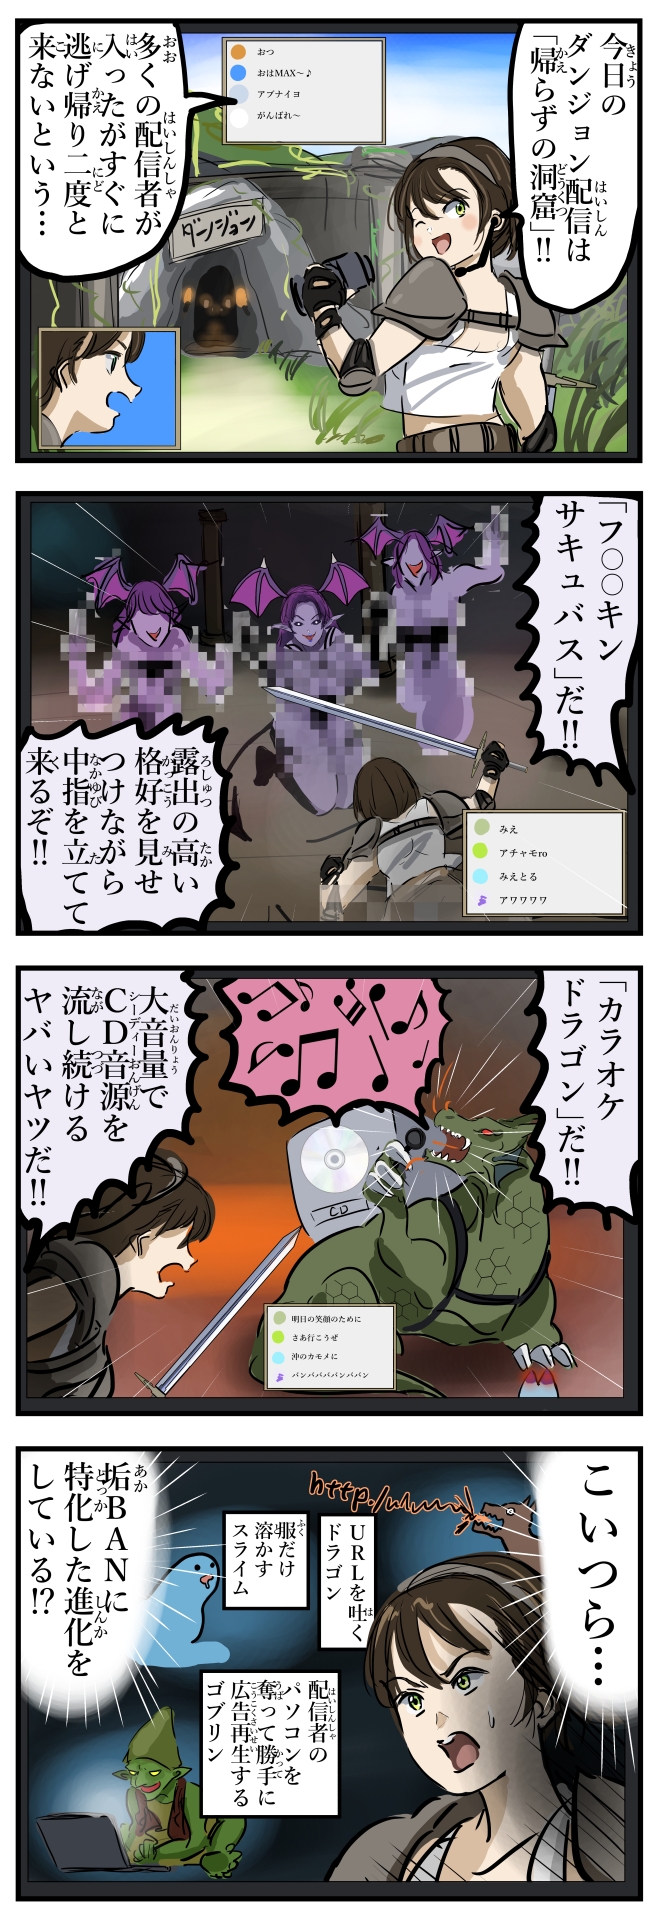 今日の
ダンジョン配信は
「帰らずの洞窟」!!
おつ
おはMAX〜♪
アブナイヨ
がんばれ〜
多くの配信者が
入ったがすぐに
逃げ帰り二度と
来ないという…
ダンジョン
「フ○○キン
サキュバス」だ!!
露出の高い
格好を見せ
つけながら
中指を立てて
来るぞ!!
みえ
アチャモro
みえとる
アワワワワ
「カラオケ
ドラゴン」だ!!
大音量で
CD音源を
流し続ける
ヤバいヤツだ!!
CD
明日の笑顔のために
さあ行こうぜ
沖のカモメに
バンババババンババン
こいつら…
http://
URLを吐く
ドラゴン
服だけ
溶かす
スライム
配信者の
パソコンを
奪って勝手に
広告再生する
ゴブリン
垢BANに
特化した進化を
している!?